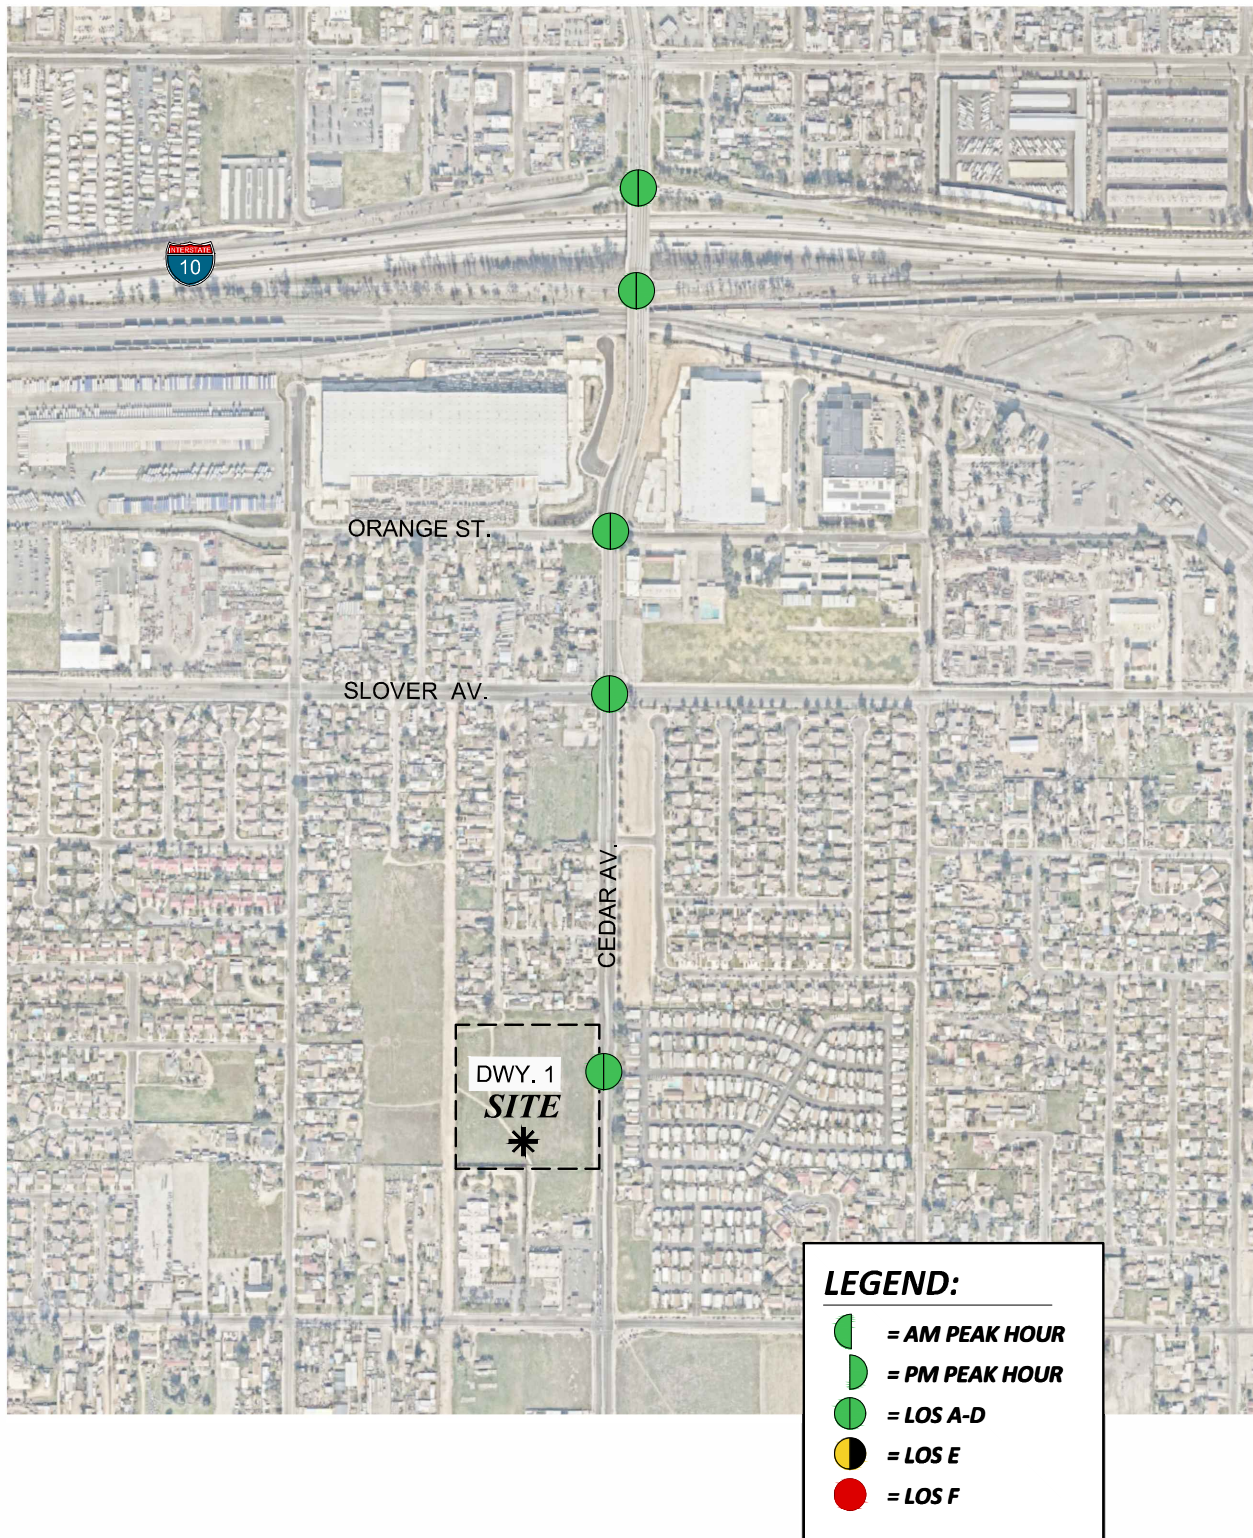 INTERSTATE
10
ORANGE ST.
SLOVER AV.
CEDAR AV.
DWY. 1
SITE
LEGEND:
= AM PEAK HOUR
= PM PEAK HOUR
= LOS A-D
= LOS E
= LOS F